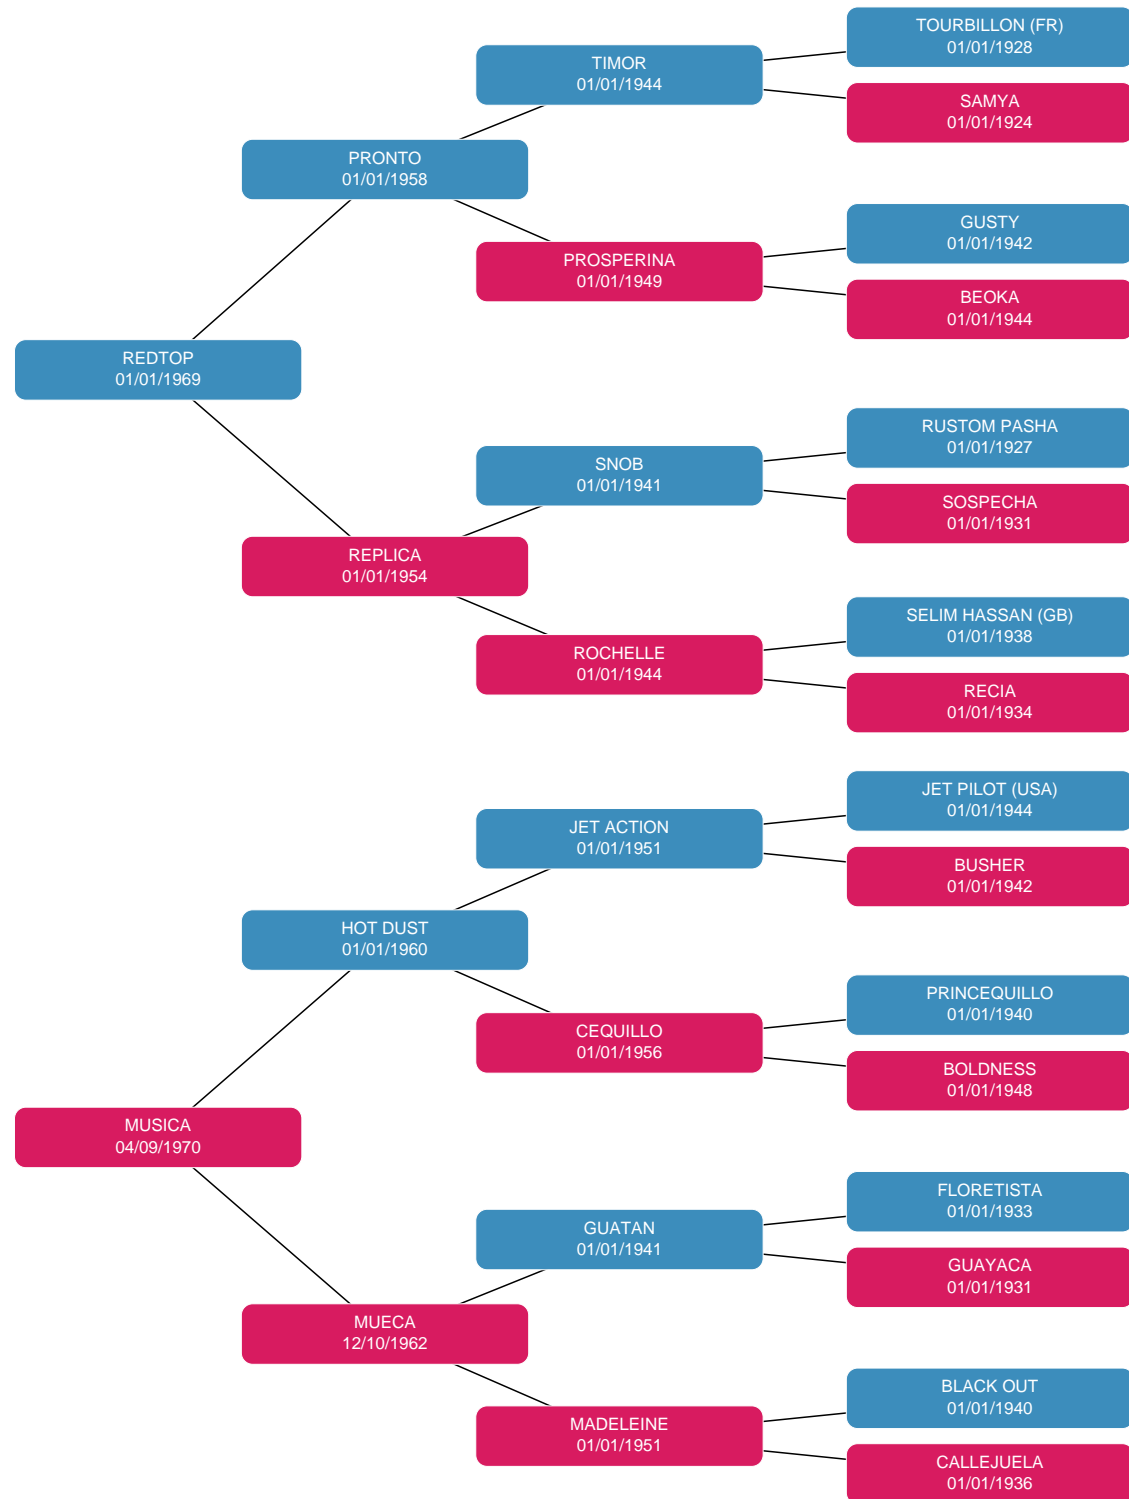 TOURBILLON (FR)
01/01/1928
TIMOR
01/01/1944
SAMYA
01/01/1924
PRONTO
01/01/1958
GUSTY
01/01/1942
PROSPERINA
01/01/1949
BEOKA
01/01/1944
REDTOP
01/01/1969
RUSTOM PASHA
01/01/1927
SNOB
01/01/1941
SOSPECHA
01/01/1931
REPLICA
01/01/1954
SELIM HASSAN (GB)
01/01/1938
ROCHELLE
01/01/1944
RECIA
01/01/1934
JET PILOT (USA)
01/01/1944
JET ACTION
01/01/1951
BUSHER
01/01/1942
HOT DUST
01/01/1960
PRINCEQUILLO
01/01/1940
CEQUILLO
01/01/1956
BOLDNESS
01/01/1948
MUSICA
04/09/1970
FLORETISTA
01/01/1933
GUATAN
01/01/1941
GUAYACA
01/01/1931
MUECA
12/10/1962
BLACK OUT
01/01/1940
MADELEINE
01/01/1951
CALLEJUELA
01/01/1936